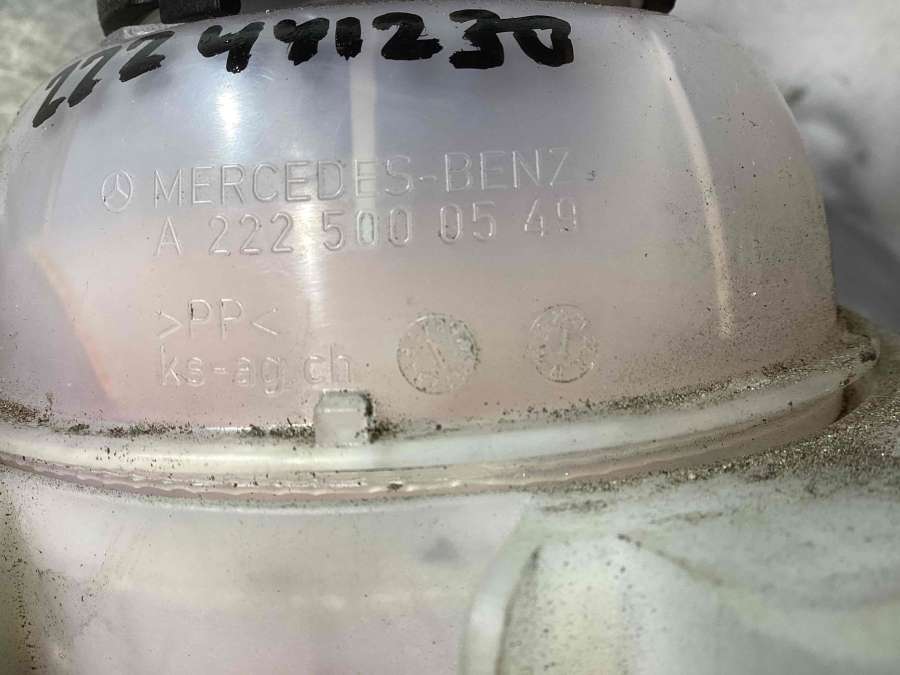 222 441230
MERCEDES-BENZ
A 222 500 05 49
>PP<
ks-ag.ch